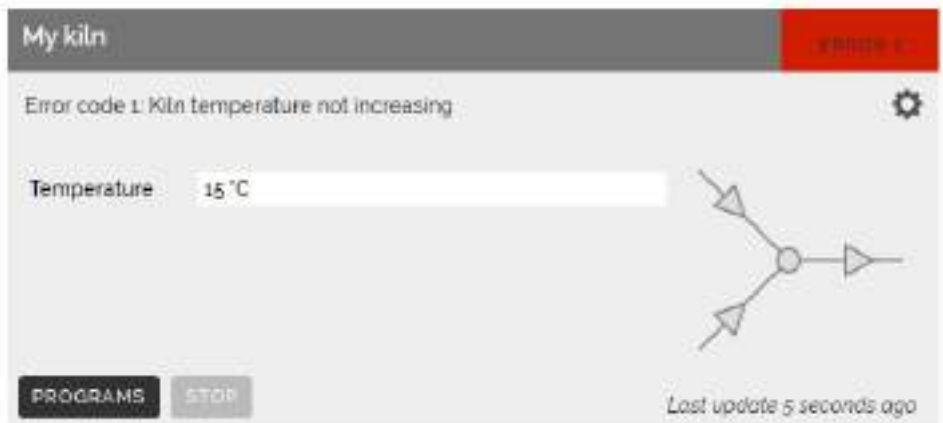 My kiln
Error code 1: Kiln temperature not increasing
Temperature 15 °C
PROGRAMS STOP
Last update 5 seconds ago